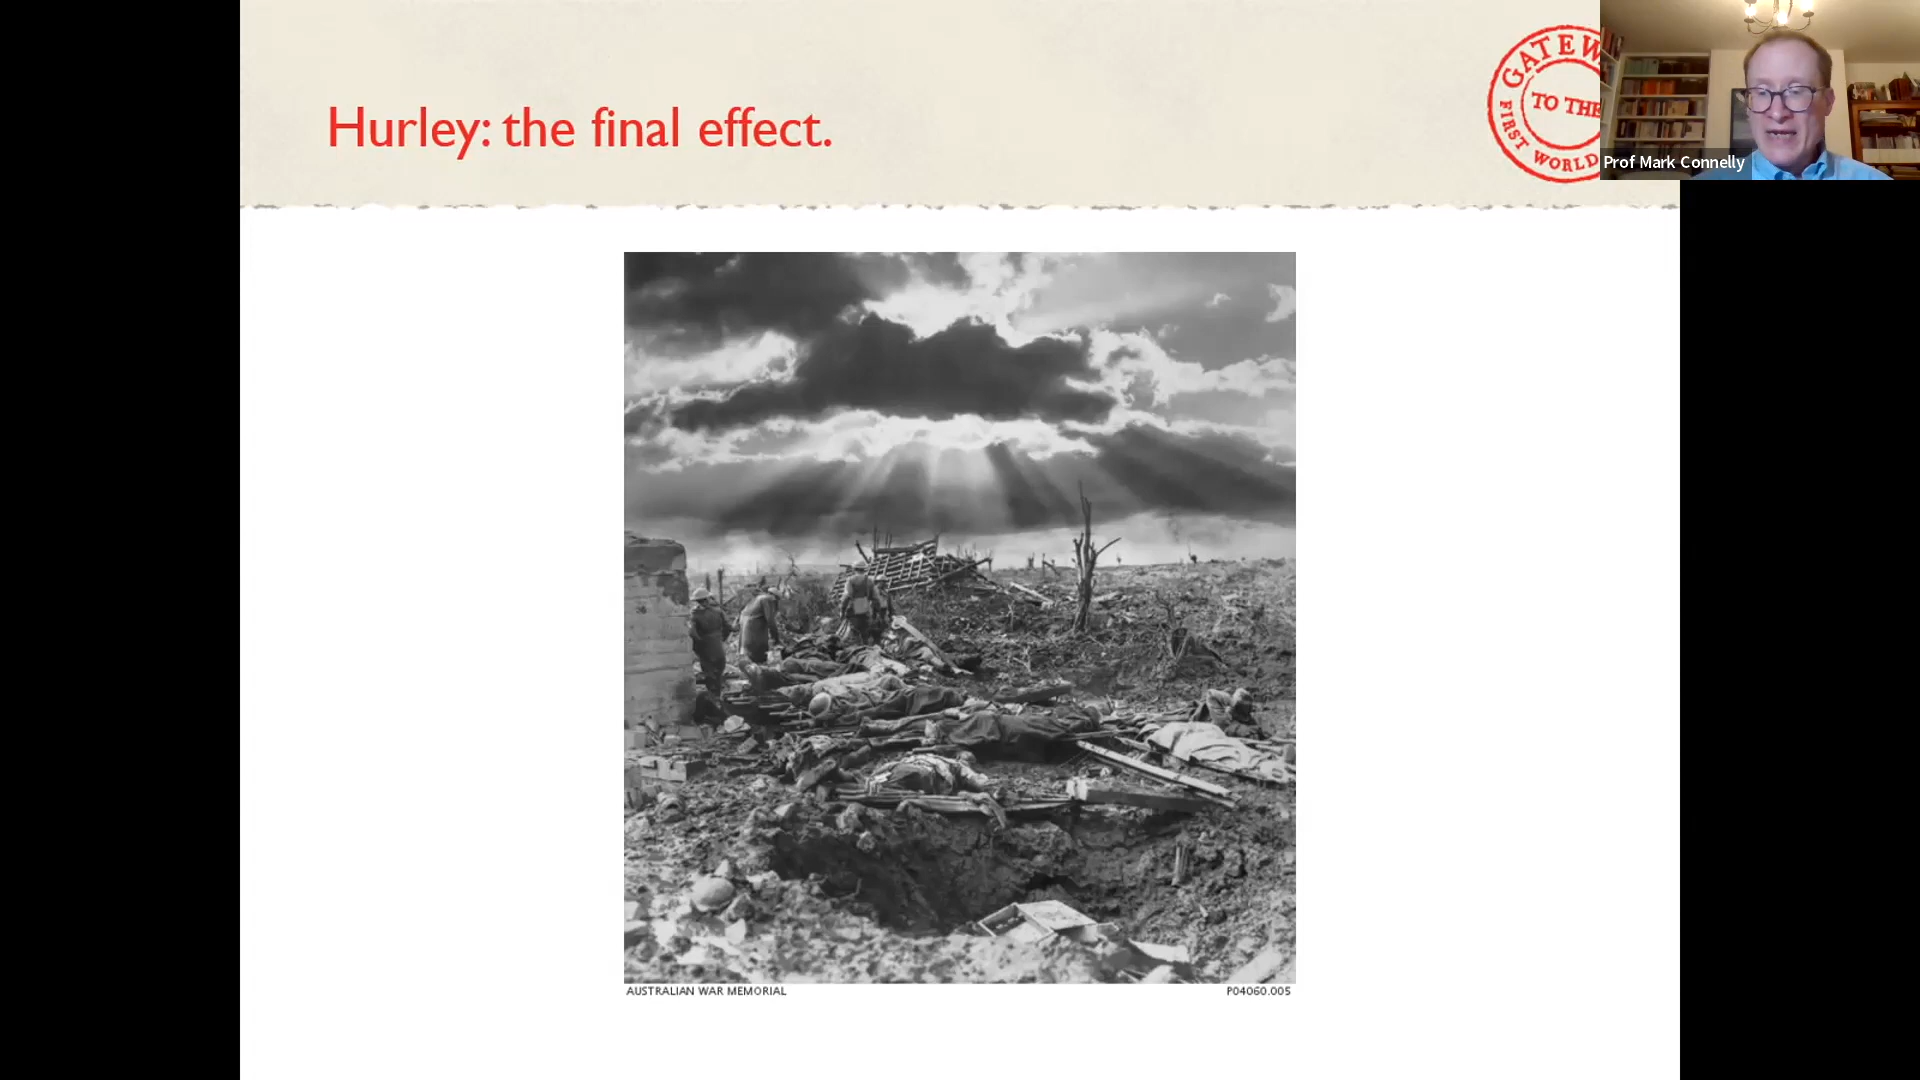 Hurley: the final effect.
GATEW
TO THE
FIRST WORLD
Prof Mark Connelly
AUSTRALIAN WAR MEMORIAL
P04060.005